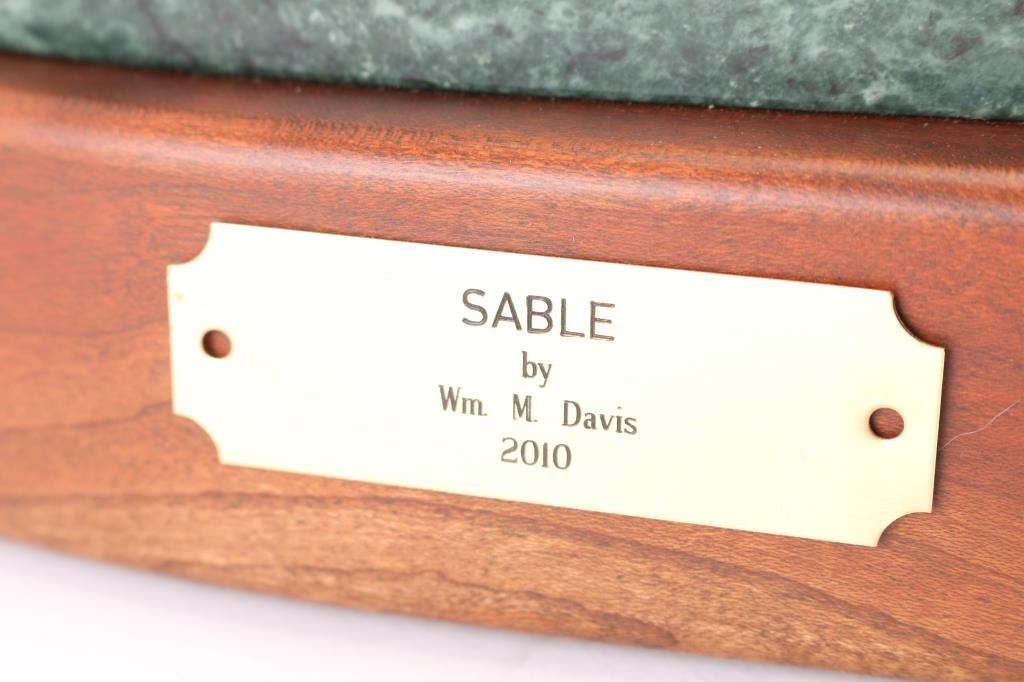 SABLE
by
Wm. M. Davis
2010